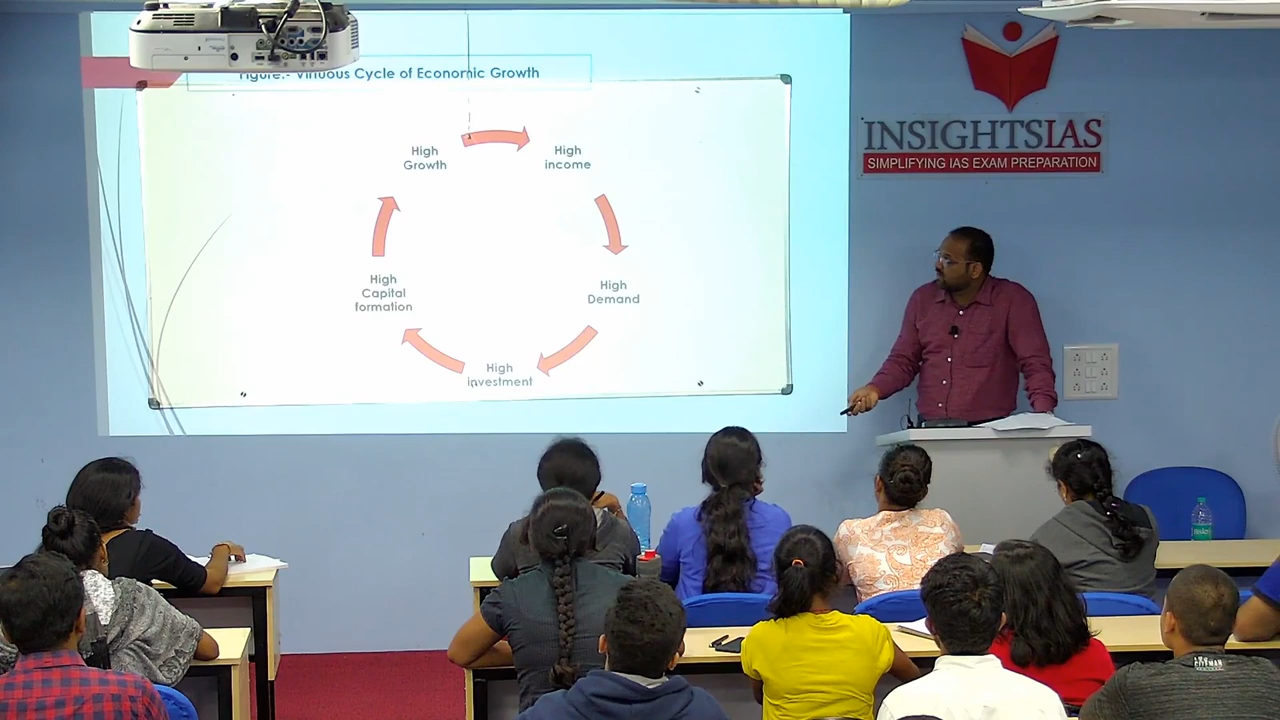 Figure:- Virtuous Cycle of Economic Growth
High
Growth
High
income
High
Capital
formation
High
Demand
High
investment
INSIGHTSIAS
SIMPLIFYING IAS EXAM PREPARATION